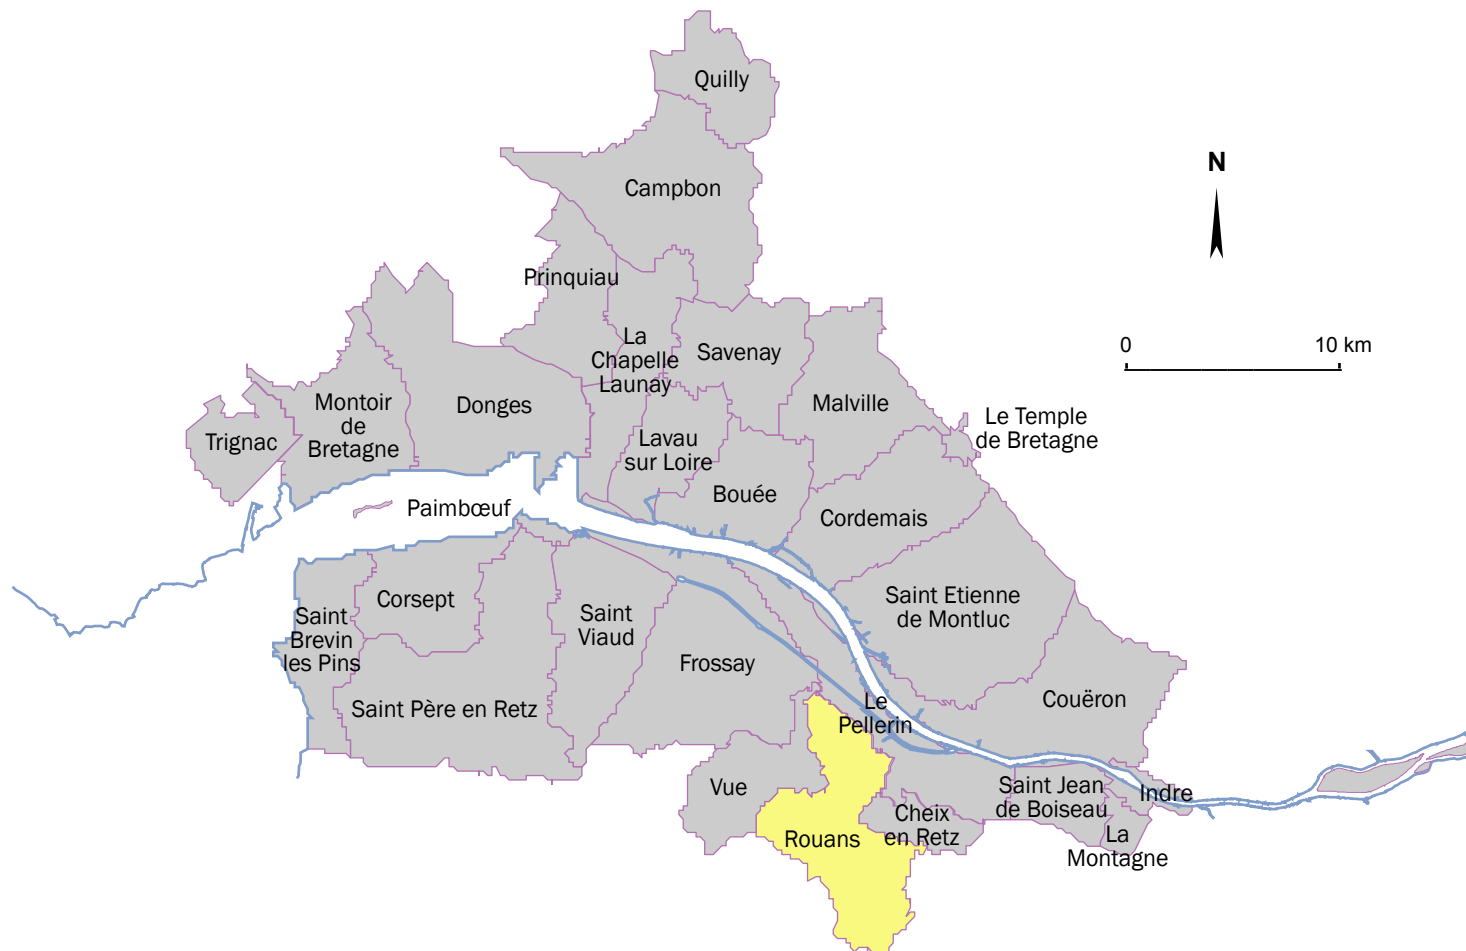 Quilly
N
Campbon
Prinquiau
0
10 km
La
Chapelle
Launay
Savenay
Montoir
de
Bretagne
Donges
Malville
Le Temple
de Bretagne
Trignac
Lavau
sur Loire
Bouée
Paimbœuf
Cordemais
Corsept
Saint
Brevin
les Pins
Saint
Viaud
Saint Etienne
de Montluc
Frossay
Saint Père en Retz
Le
Pellerin
Couëron
Vue
Saint Jean
de Boiseau
Indre
Cheix
en Retz
Rouans
La
Montagne